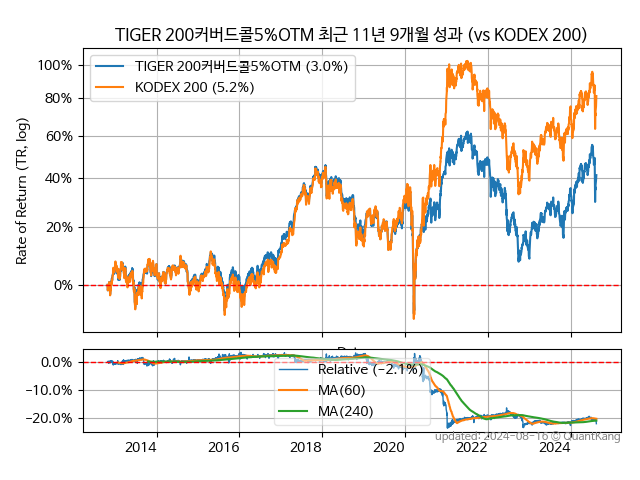 TIGER 200커버드콜5%OTM 최근 11년 9개월 성과 (vs KODEX 200)
TIGER 200커버드콜5%OTM (3.0%)
KODEX 200 (5.2%)
Rate of Return (TR, log)
100%
80%
60%
40%
20%
0%
0.0%
-10.0%
-20.0%
Relative (-2.1%)
MA(60)
MA(240)
2014 2016 2018 2020 2022 2024
updated: 2024-08-16 © QuantKang